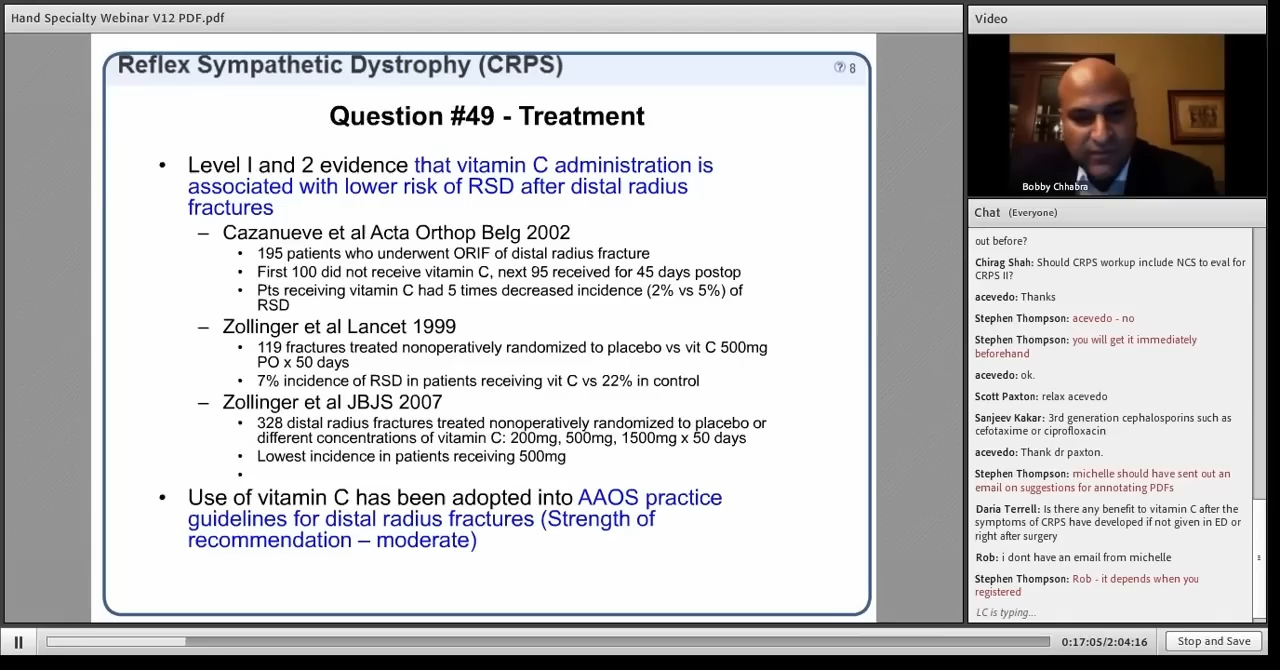 Hand Specialty Webinar V12 PDF.pdf
Reflex Sympathetic Dystrophy (CRPS)
? 8
Question #49 - Treatment
• Level I and 2 evidence that vitamin C administration is
associated with lower risk of RSD after distal radius
fractures
– Cazanueve et al Acta Orthop Belg 2002
• 195 patients who underwent ORIF of distal radius fracture
• First 100 did not receive vitamin C, next 95 received for 45 days postop
• Pts receiving vitamin C had 5 times decreased incidence (2% vs 5%) of
RSD
– Zollinger et al Lancet 1999
• 119 fractures treated nonoperatively randomized to placebo vs vit C 500mg
PO x 50 days
• 7% incidence of RSD in patients receiving vit C vs 22% in control
– Zollinger et al JBJS 2007
• 328 distal radius fractures treated nonoperatively randomized to placebo or
different concentrations of vitamin C: 200mg, 500mg, 1500mg x 50 days
• Lowest incidence in patients receiving 500mg
•
• Use of vitamin C has been adopted into AAOS practice
guidelines for distal radius fractures (Strength of
recommendation – moderate)
Video
Bobby Chhabra
Chat (Everyone)
out before?
Chirag Shah: Should CRPS workup include NCS to eval for
CRPS II?
acevedo: Thanks
Stephen Thompson: acevedo - no
Stephen Thompson: you will get it immediately
beforehand
acevedo: ok.
Scott Paxton: relax acevedo
Sanjeev Kakar: 3rd generation cephalosporins such as
cefotaxime or ciprofloxacin
acevedo: Thank dr paxton.
Stephen Thompson: michelle should have sent out an
email on suggestions for annotating PDFs
Daria Terrell: Is there any benefit to vitamin C after the
symptoms of CRPS have developed if not given in ED or
right after surgery
Rob: i dont have an email from michelle
Stephen Thompson: Rob - it depends when you
registered
LC is typing...
0:17:05/2:04:16
Stop and Save